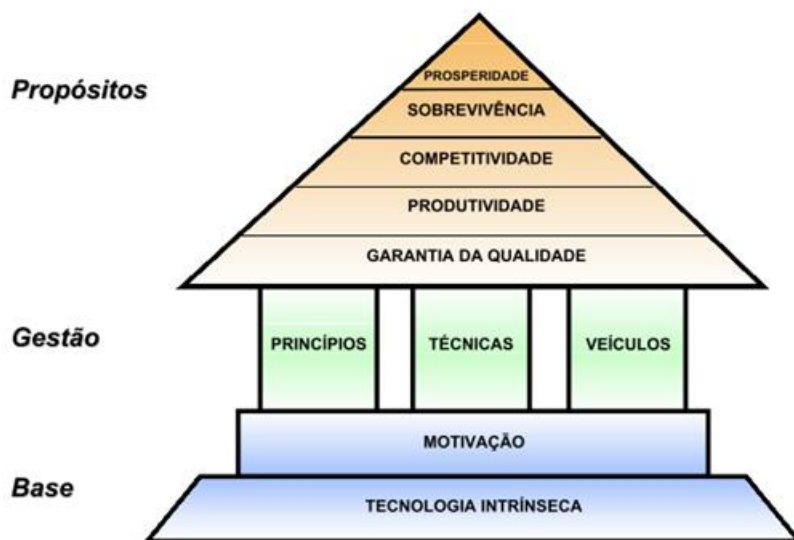 Propósitos
PROSPERIDADE
SOBREVIVÊNCIA
COMPETITIVIDADE
PRODUTIVIDADE
GARANTIA DA QUALIDADE
Gestão
PRINCÍPIOS
TÉCNICAS
VEÍCULOS
MOTIVAÇÃO
Base
TECNOLOGIA INTRÍNSECA